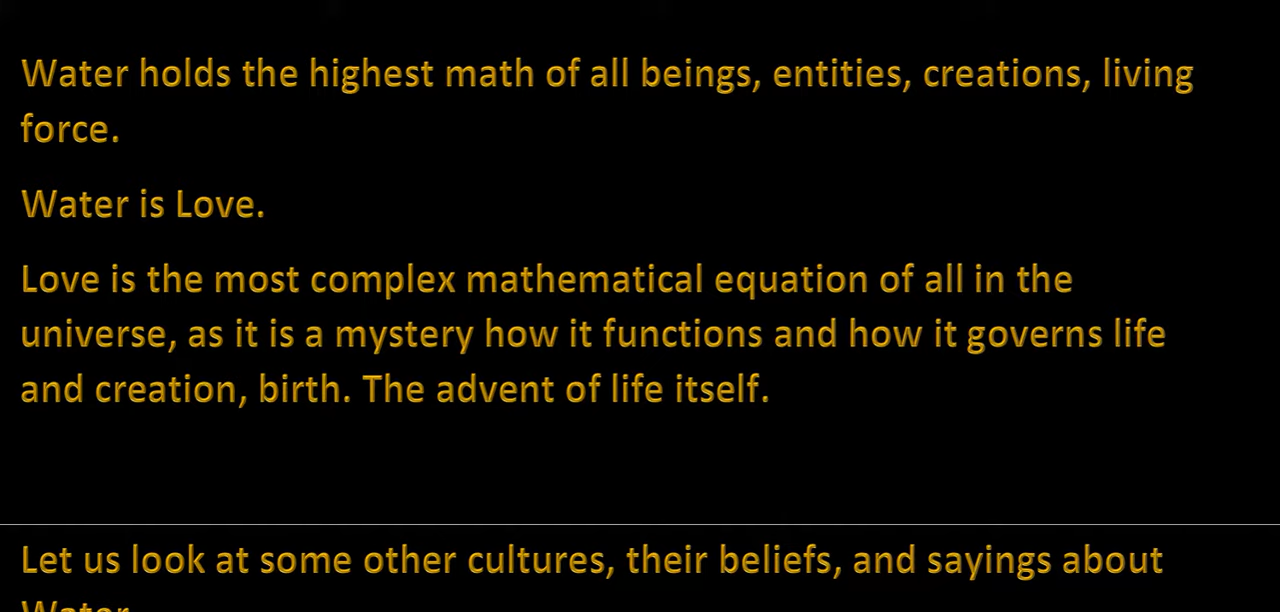 Water holds the highest math of all beings, entities, creations, living
force.
Water is Love.
Love is the most complex mathematical equation of all in the
universe, as it is a mystery how it functions and how it governs life
and creation, birth. The advent of life itself.
Let us look at some other cultures, their beliefs, and sayings about
Water